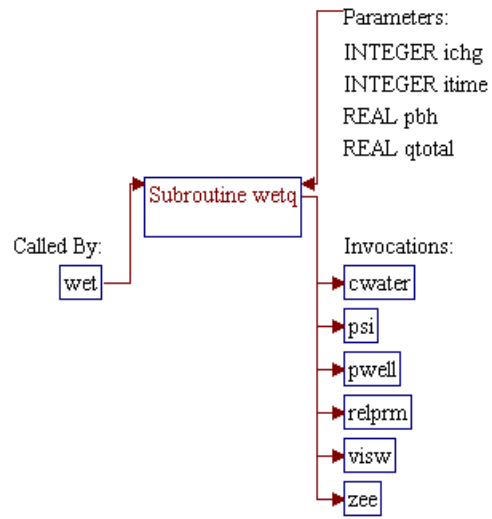 Parameters:
INTEGER ichg
INTEGER itime
REAL pbh
REAL qtotal
Subroutine wetq
Called By:
wet
Invocations:
cwater
psi
pwell
relprm
visw
zee